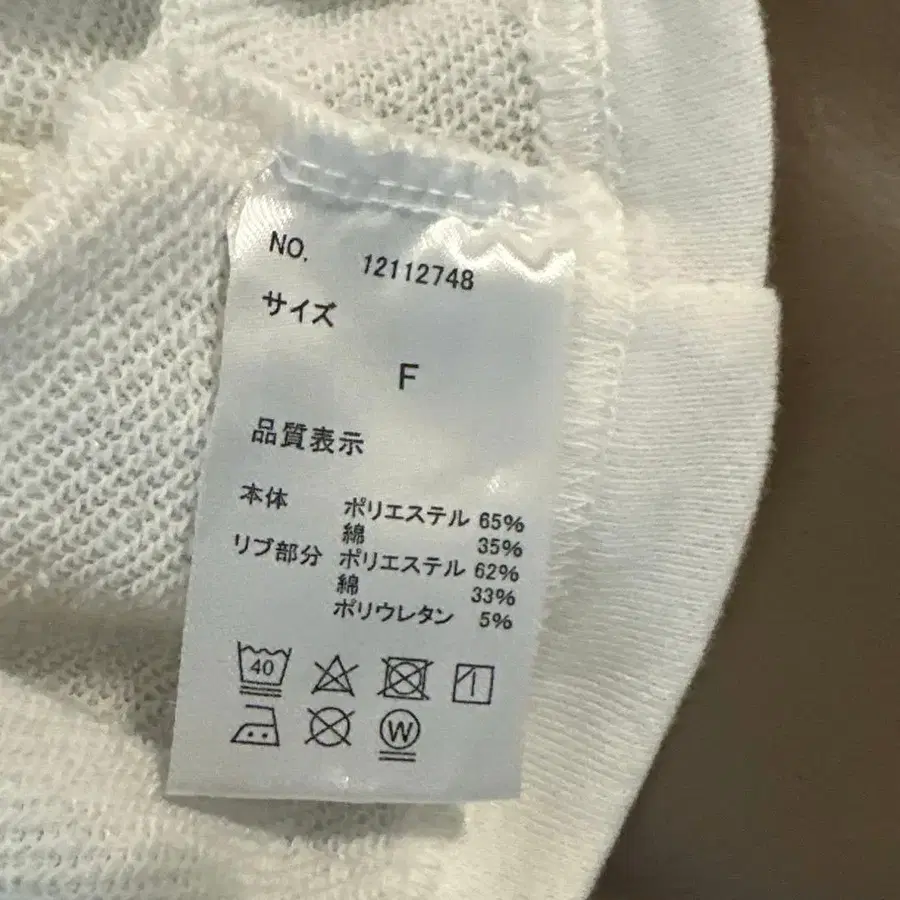 NO. 12112748
サイズ
F
品質表示
本体 ポリエステル 65%
綿 35%
リブ部分 ポリエステル 62%
綿 33%
ポリウレタン 5%
40
W